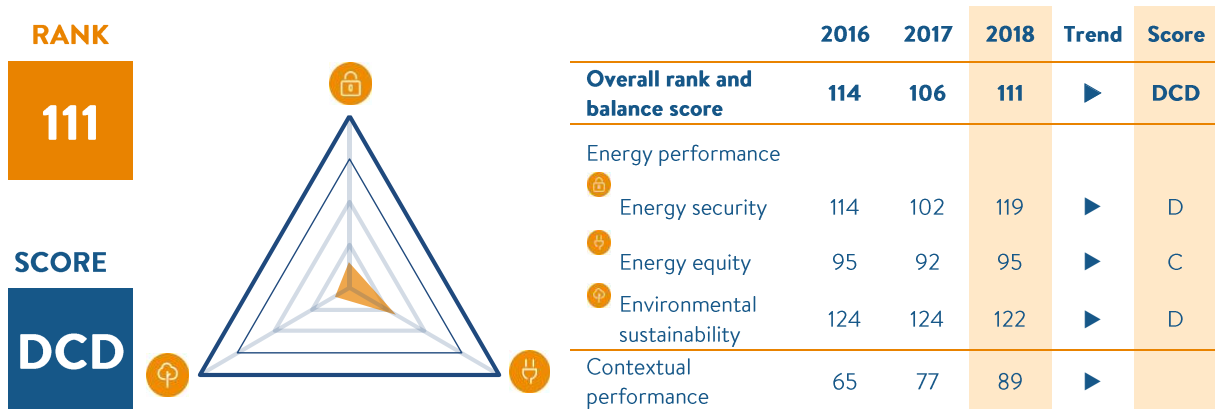 RANK
111
SCORE
DCD
2016 2017 2018 Trend Score
Overall rank and
balance score 114 106 111 DCD
Energy performance
Energy security 114 102 119 D
Energy equity 95 92 95 C
Environmental
sustainability 124 124 122 D
Contextual
performance 65 77 89